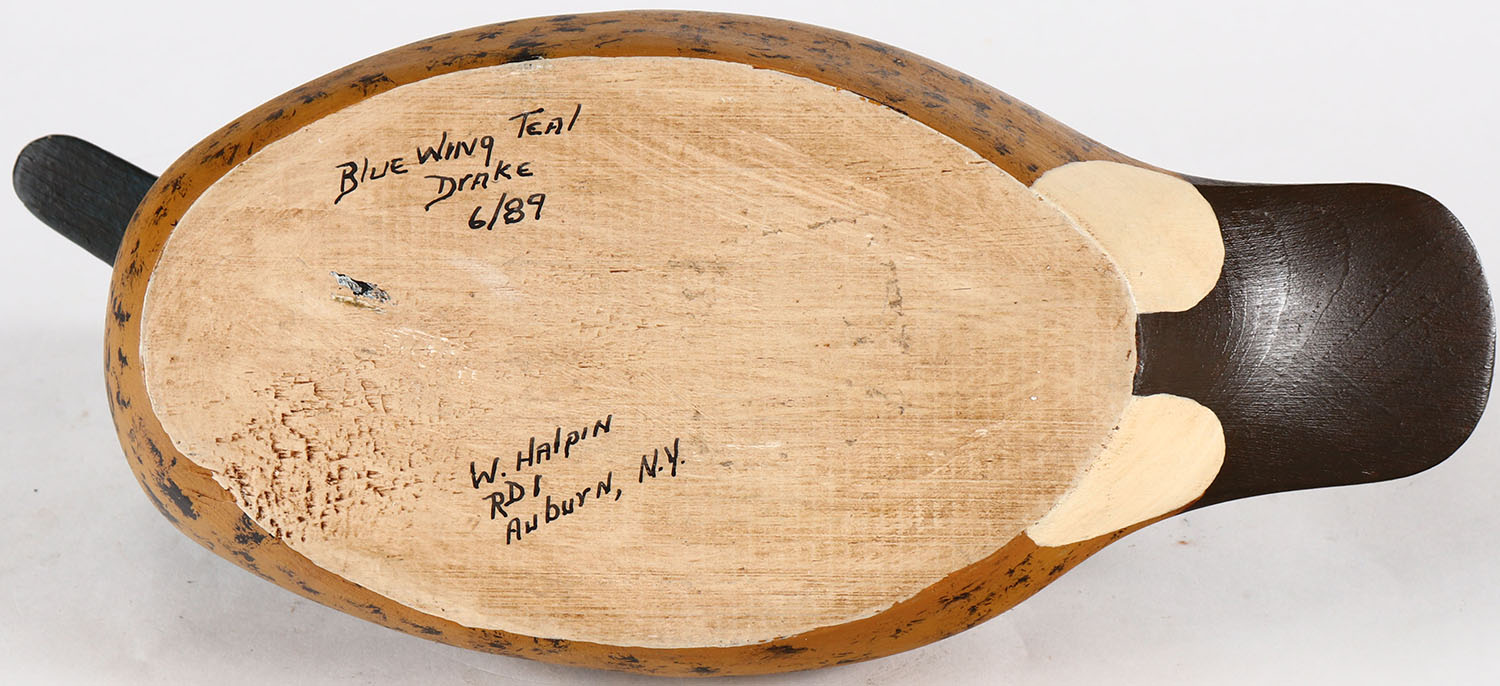 Blue Wing Teal
Drake
6/89
W. Halpin
RD1
Auburn, N.Y.